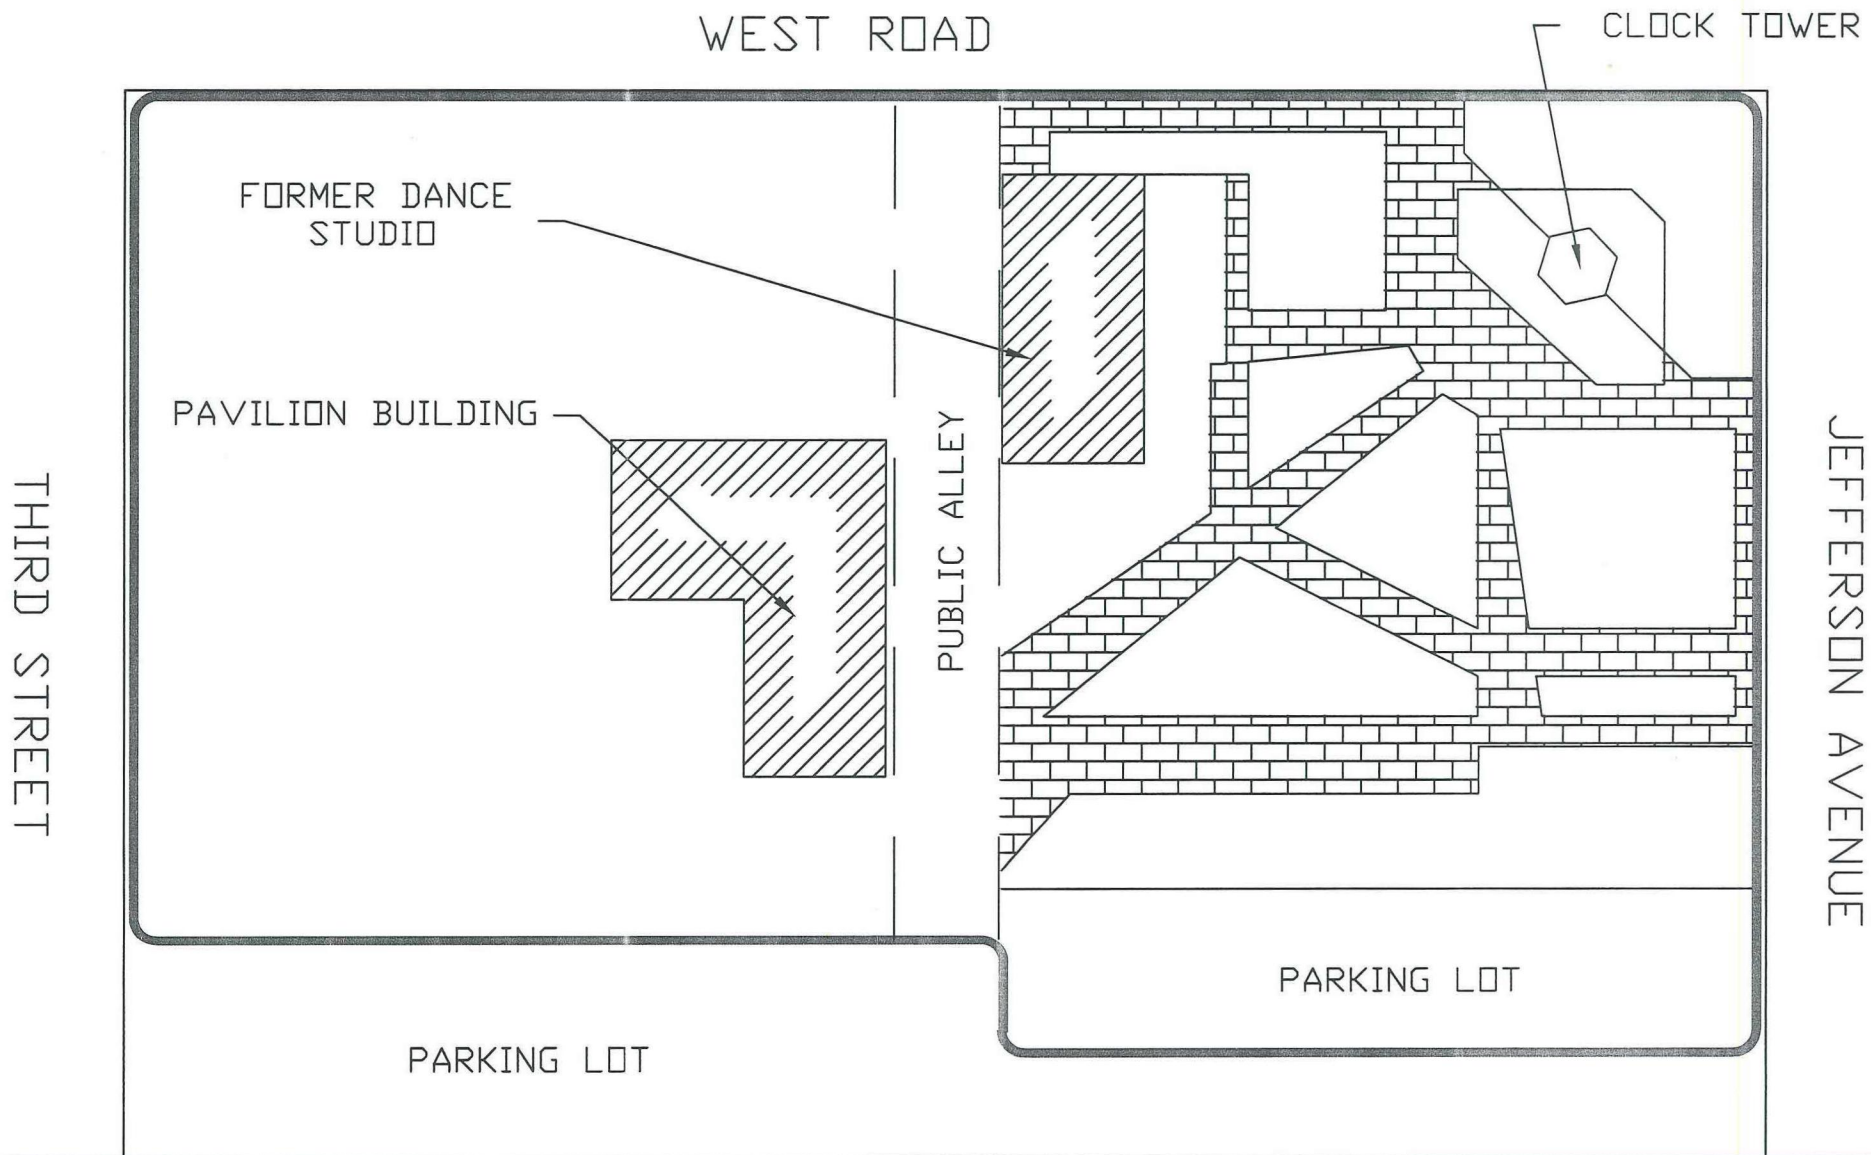 WEST ROAD
CLOCK TOWER
FORMER DANCE
STUDIO
PAVILION BUILDING
PUBLIC ALLEY
THIRD STREET
JEFFERSON AVENUE
PARKING LOT
PARKING LOT